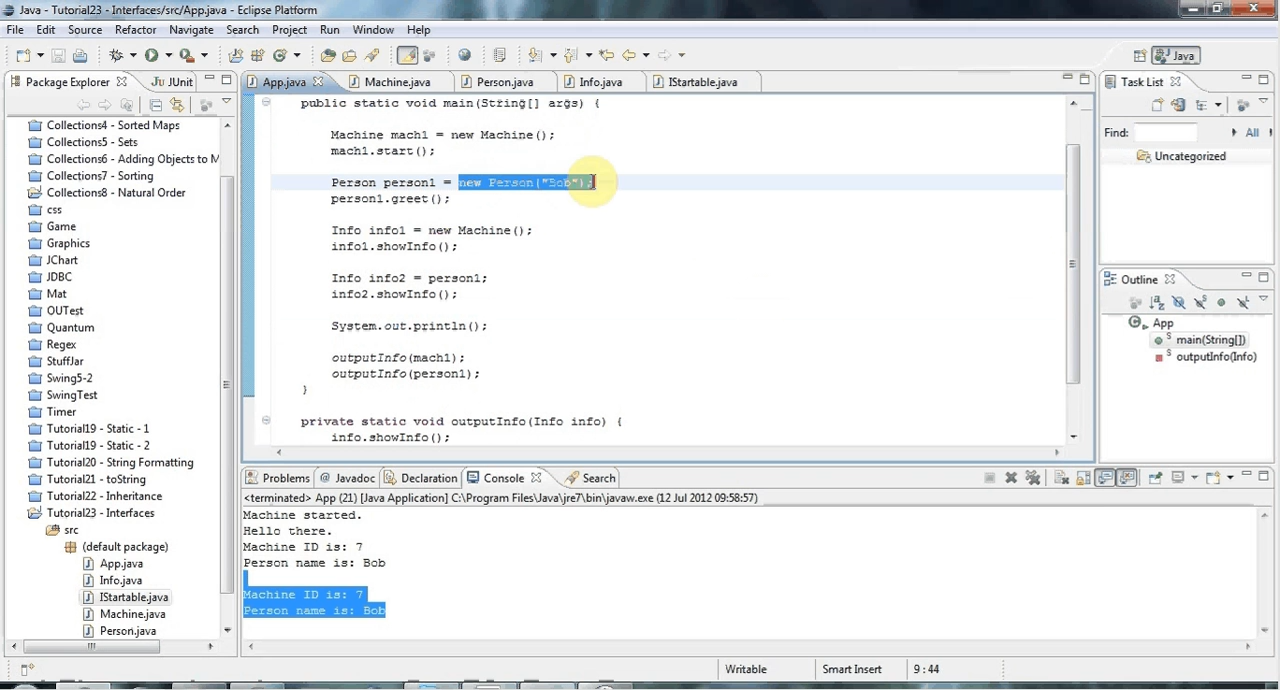 Java - Tutorial23 - Interfaces/src/App.java - Eclipse Platform
File Edit Source Refactor Navigate Search Project Run Window Help
Java
Package Explorer JUnit
App.java Machine.java Person.java Info.java IStartable.java
Task List
Find: All
Uncategorized
Collections4 - Sorted Maps
Collections5 - Sets
Collections6 - Adding Objects to M
Collections7 - Sorting
Collections8 - Natural Order
css
Game
Graphics
JChart
JDBC
Mat
OUTest
Quantum
Regex
StuffJar
Swing5-2
SwingTest
Timer
Tutorial19 - Static - 1
Tutorial19 - Static - 2
Tutorial20 - String Formatting
Tutorial21 - toString
Tutorial22 - Inheritance
Tutorial23 - Interfaces
src
(default package)
App.java
Info.java
IStartable.java
Machine.java
Person.java
public static void main(String[] args) {
Machine mach1 = new Machine();
mach1.start();
Person person1 = new Person("Bob");
person1.greet();
Info info1 = new Machine();
info1.showInfo();
Info info2 = person1;
info2.showInfo();
System.out.println();
outputInfo(mach1);
outputInfo(person1);
}
private static void outputInfo(Info info) {
info.showInfo();
Outline
App
main(String[])
outputInfo(Info)
Problems @ Javadoc Declaration Console Search
<terminated> App (21) [Java Application] C:\Program Files\Java\jre7\bin\javaw.exe (12 Jul 2012 09:58:57)
Machine started.
Hello there.
Machine ID is: 7
Person name is: Bob
Machine ID is: 7
Person name is: Bob
Writable Smart Insert 9 : 44